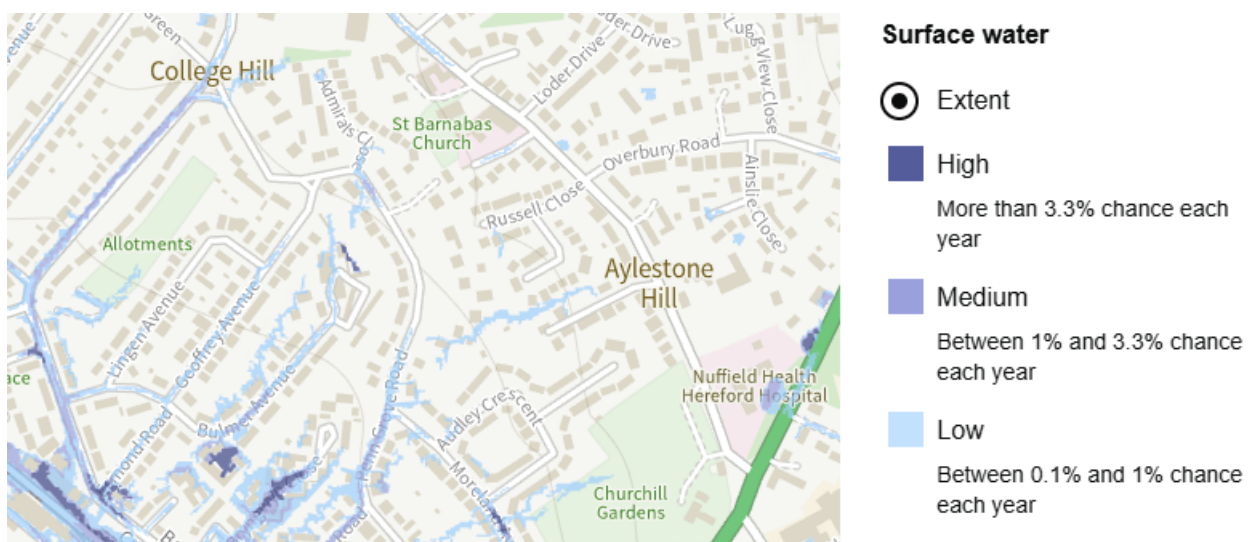 Green
College Hill
Loder Drive
Loder Drive
Lugg View Close
Admirals Close
St Barnabas
Church
Overbury Road
Ainslie Close
Russell Close
Allotments
Aylestone
Hill
Lingen Avenue
Geoffrey Avenue
Bulmer Avenue
Penn Grove Road
Audley Crescent
Nuffield Health
Hereford Hospital
Churchill
Gardens
Surface water
Extent
High
More than 3.3% chance each
year
Medium
Between 1% and 3.3% chance
each year
Low
Between 0.1% and 1% chance
each year